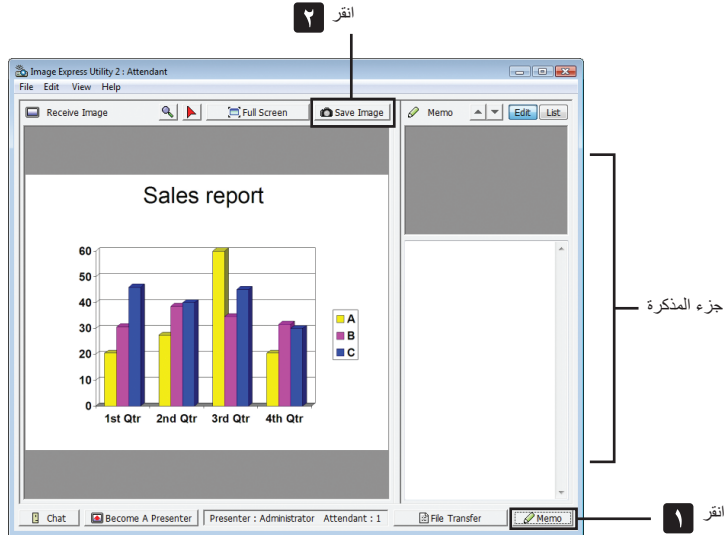 انقر ٢
Image Express Utility 2 : Attendant
File Edit View Help
Receive Image Full Screen Save Image Memo Edit List
Sales report
60
50
40
30
20
10
0
1st Qtr 2nd Qtr 3rd Qtr 4th Qtr
A
B
C
جزء المذكرة
Chat Become A Presenter Presenter : Administrator Attendant : 1 File Transfer Memo
انقر ١